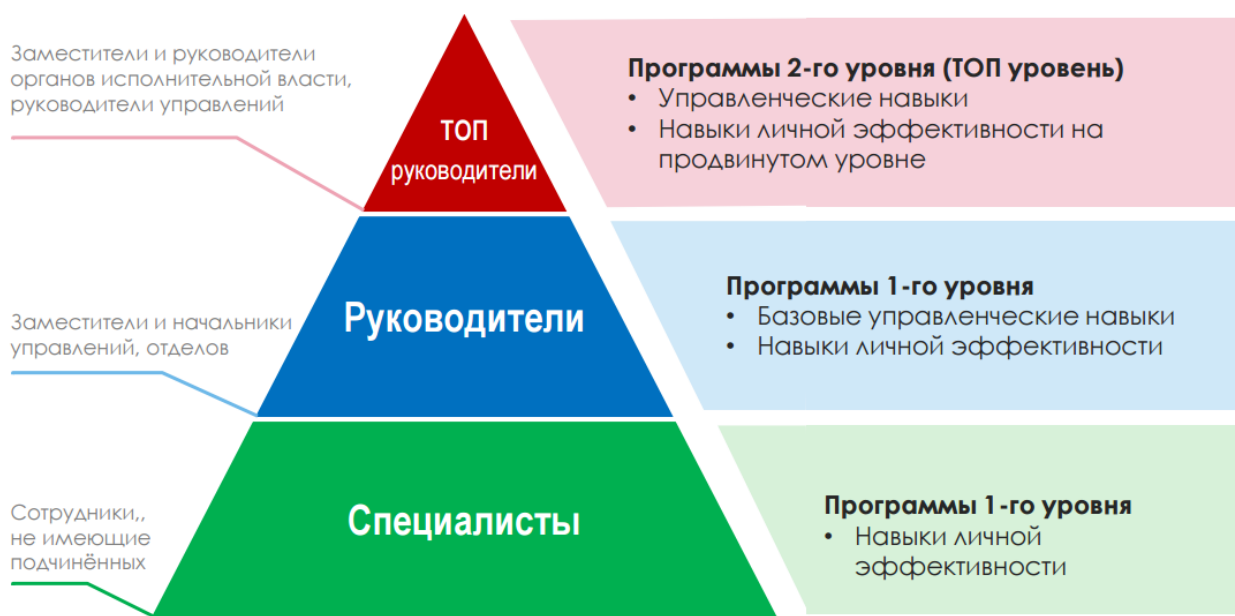 Заместители и руководители
органов исполнительной власти,
руководители управлений
ТОП
руководители
Программы 2-го уровня (ТОП уровень)
• Управленческие навыки
• Навыки личной эффективности на
продвинутом уровне
Заместители и начальники
управлений, отделов
Руководители
Программы 1-го уровня
• Базовые управленческие навыки
• Навыки личной эффективности
Сотрудники,,
не имеющие
подчинённых
Специалисты
Программы 1-го уровня
• Навыки личной
эффективности